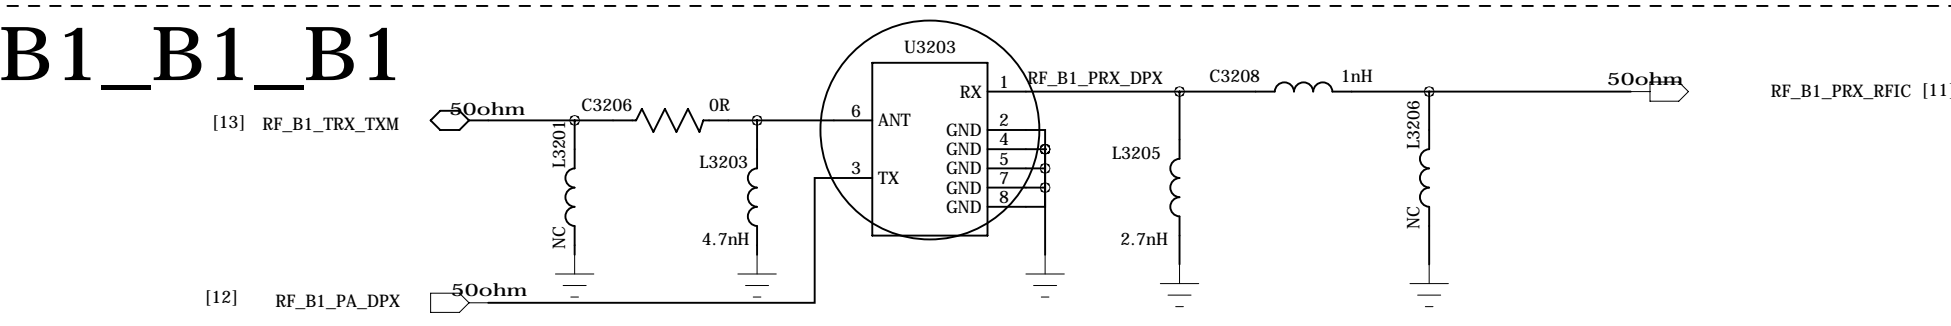 B1_B1_B1
U3203
[13] RF_B1_TRX_TXM
50ohm
C3206
0R
L3201
NC
L3203
4.7nH
6
ANT
3
TX
RX
1
GND
2
GND
4
GND
5
GND
7
GND
8
RF_B1_PRX_DPX
C3208
1nH
L3205
2.7nH
L3206
NC
50ohm
RF_B1_PRX_RFIC [11]
[12] RF_B1_PA_DPX
50ohm